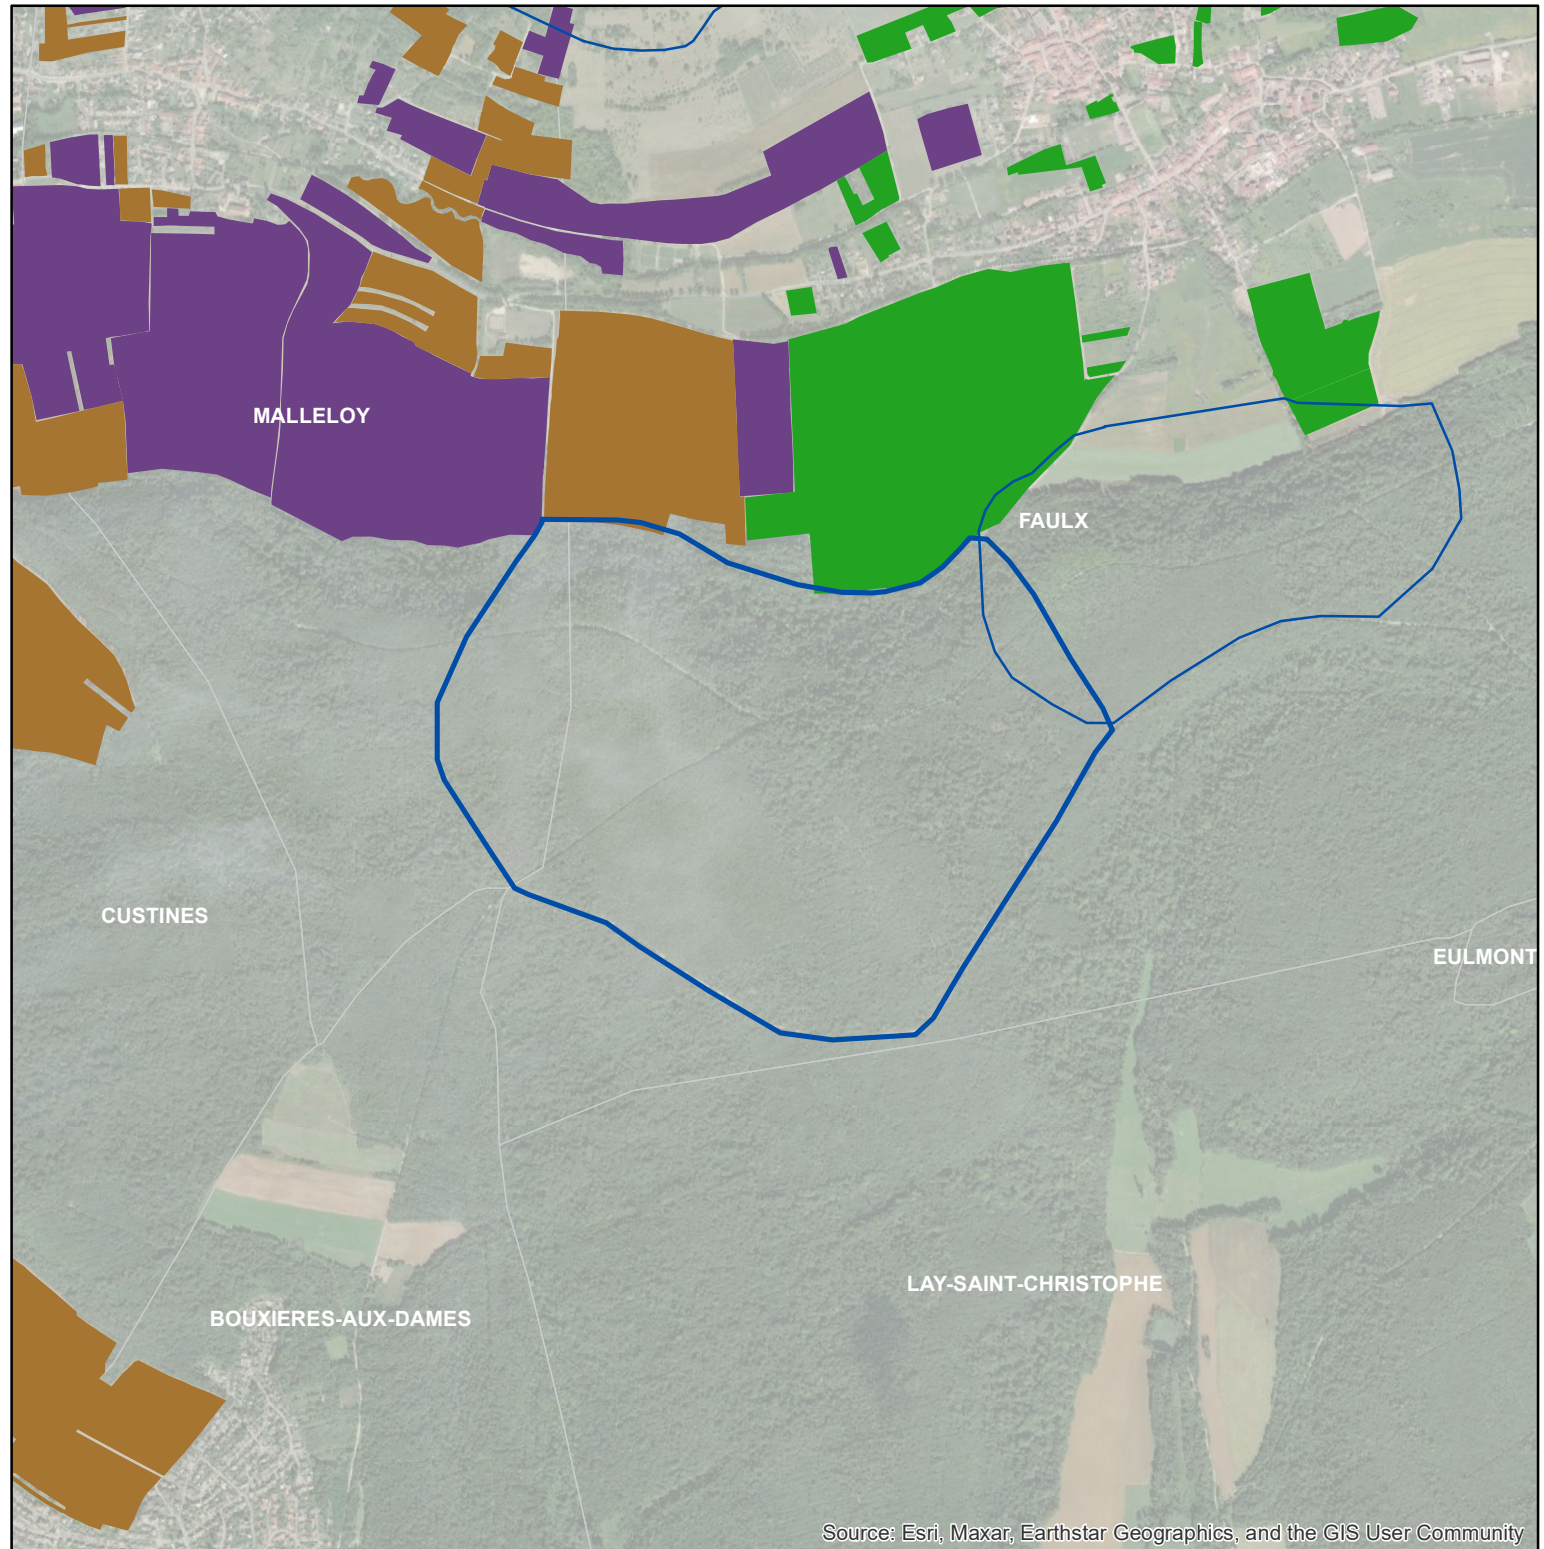 MALLELOY
FAULX
CUSTINES
EULMONT
LAY-SAINT-CHRISTOPHE
BOUXIERES-AUX-DAMES
Source: Esri, Maxar, Earthstar Geographics, and the GIS User Community